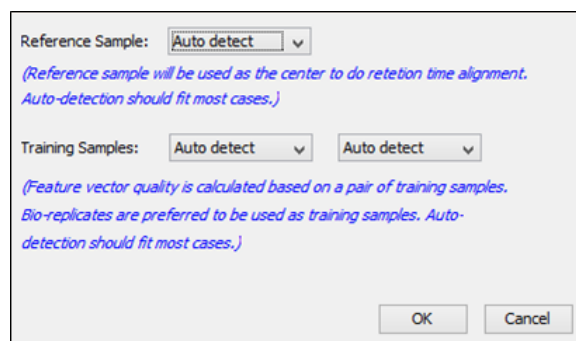 Reference Sample: Auto detect
(Reference sample will be used as the center to do retetion time alignment.
Auto-detection should fit most cases.)
Training Samples: Auto detect Auto detect
(Feature vector quality is calculated based on a pair of training samples.
Bio-replicates are preferred to be used as training samples. Auto-
detection should fit most cases.)
OK Cancel